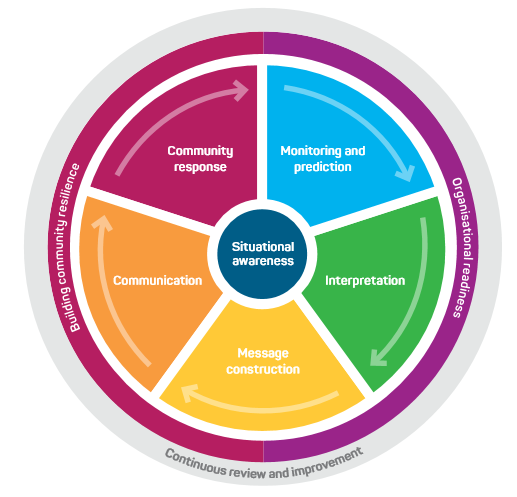 Community
response
Monitoring and
prediction
Building community resilience
Organisational readiness
Situational
awareness
Communication
Interpretation
Message
construction
Continuous review and improvement